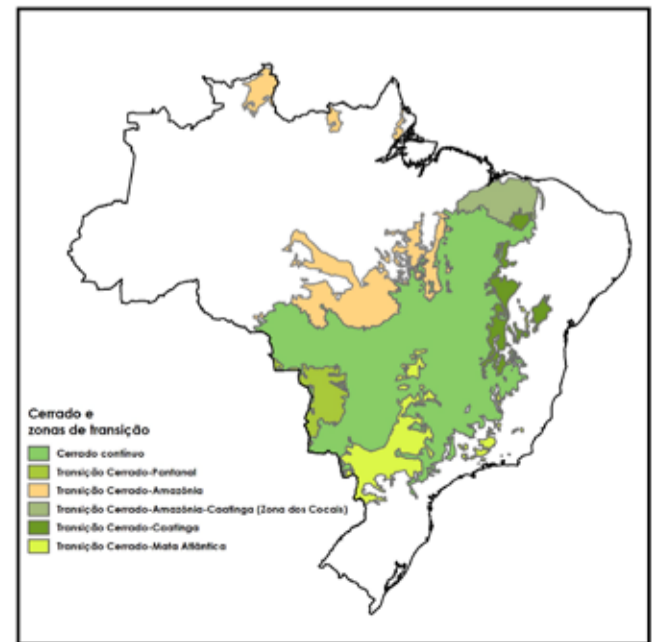 Cerrado e
zonas de transição
Cerrado contínuo
Transição Cerrado-Pantanal
Transição Cerrado-Amazônia
Transição Cerrado-Amazônia-Caatinga (Zona dos Cocais)
Transição Cerrado-Caatinga
Transição Cerrado-Mata Atlântica